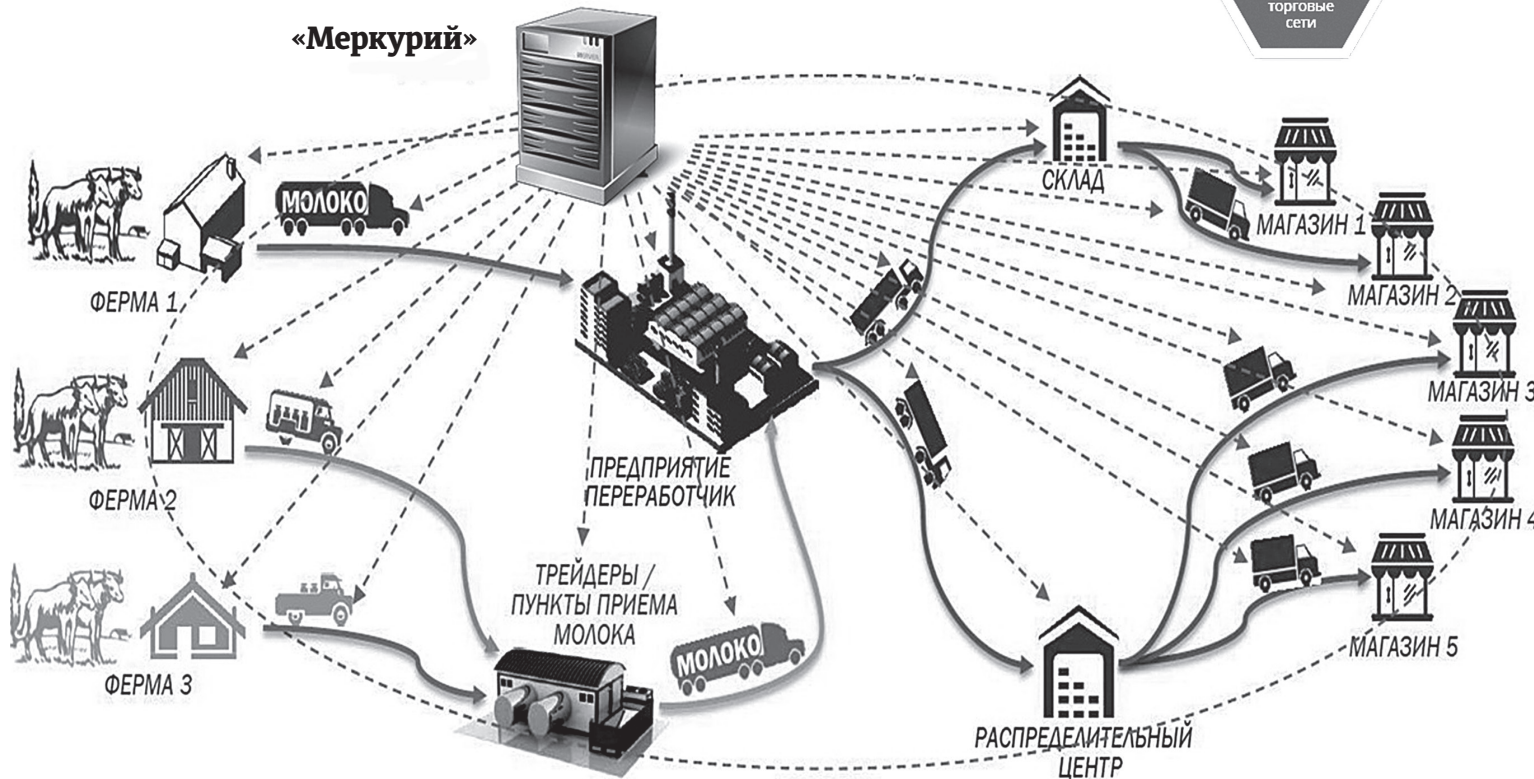 торговые
сети
«Меркурий»
МОЛОКО
ФЕРМА 1
СКЛАД
МАГАЗИН 1
МАГАЗИН 2
МАГАЗИН 3
ФЕРМА 2
ПРЕДПРИЯТИЕ
ПЕРЕРАБОТЧИК
МАГАЗИН 4
ТРЕЙДЕРЫ /
ПУНКТЫ ПРИЕМА
МОЛОКА
МОЛОКО
МАГАЗИН 5
ФЕРМА 3
РАСПРЕДЕЛИТЕЛЬНЫЙ
ЦЕНТР